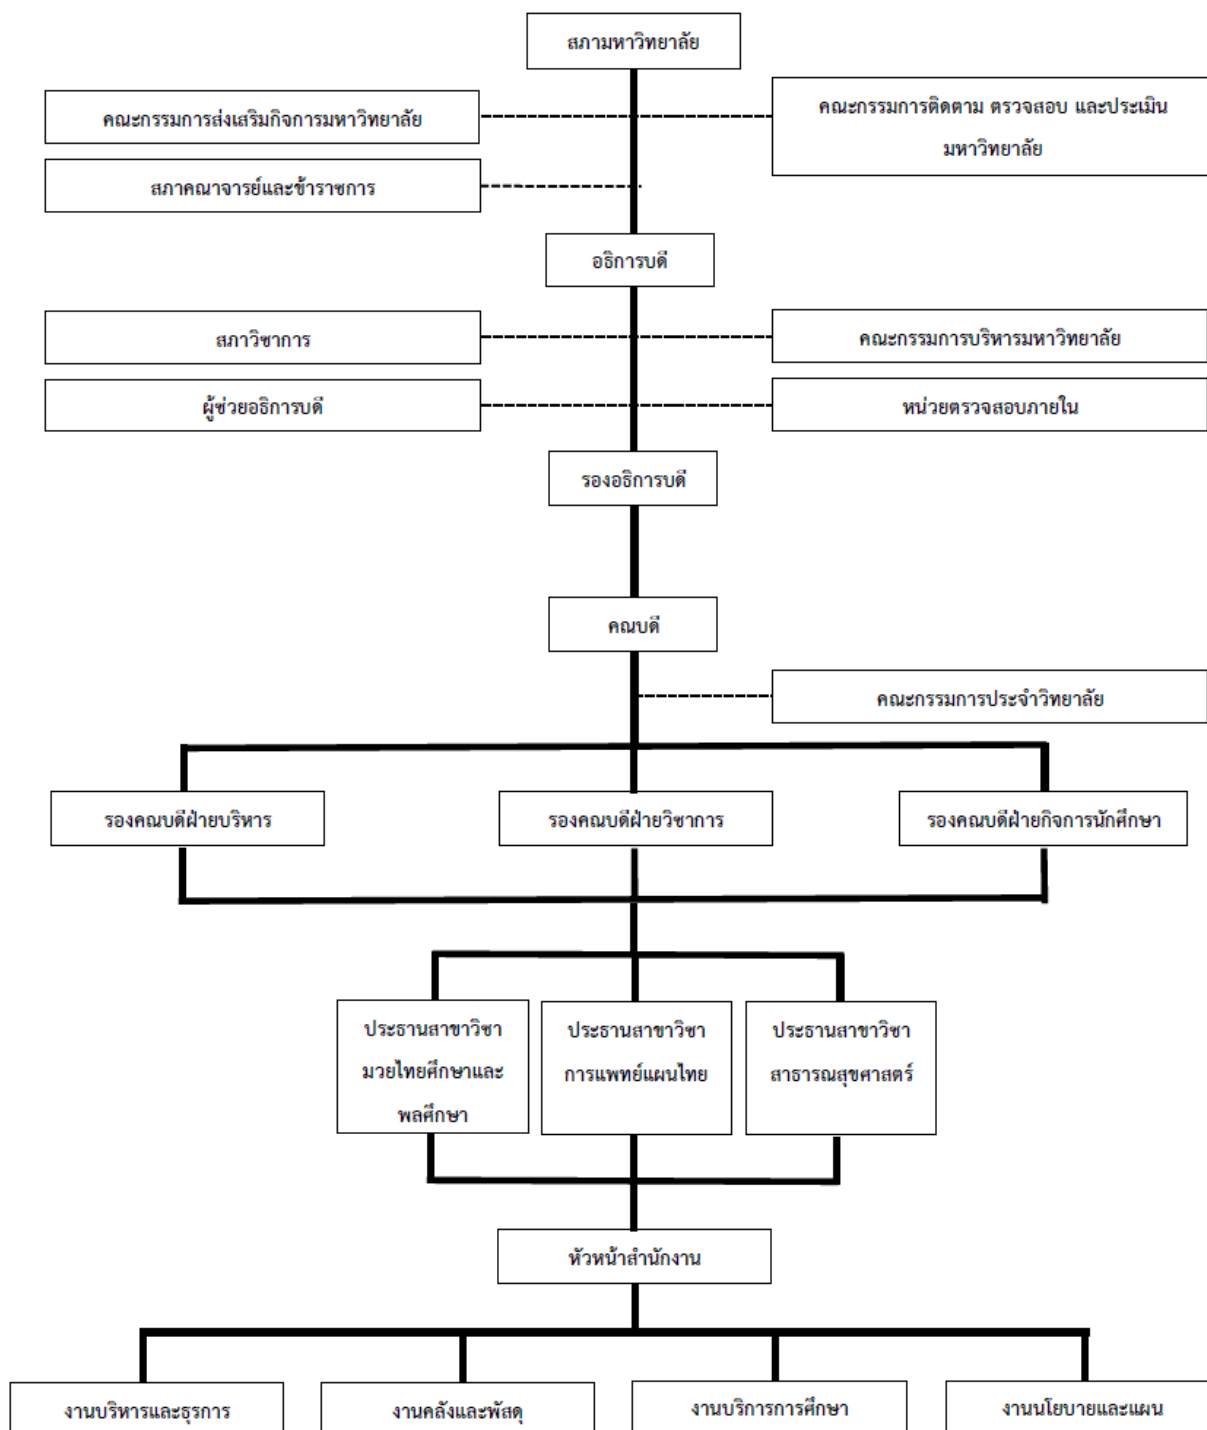 สภามหาวิทยาลัย
คณะกรรมการส่งเสริมกิจการมหาวิทยาลัย
คณะกรรมการติดตาม ตรวจสอบ และประเมิน
มหาวิทยาลัย
สภาคณาจารย์และข้าราชการ
อธิการบดี
สภาวิชาการ
คณะกรรมการบริหารมหาวิทยาลัย
ผู้ช่วยอธิการบดี
หน่วยตรวจสอบภายใน
รองอธิการบดี
คณบดี
คณะกรรมการประจำวิทยาลัย
รองคณบดีฝ่ายบริหาร
รองคณบดีฝ่ายวิชาการ
รองคณบดีฝ่ายกิจการนักศึกษา
ประธานสาขาวิชา
มวยไทยศึกษาและ
พลศึกษา
ประธานสาขาวิชา
การแพทย์แผนไทย
ประธานสาขาวิชา
สาธารณสุขศาสตร์
หัวหน้าสำนักงาน
งานบริหารและธุรการ
งานคลังและพัสดุ
งานบริการการศึกษา
งานนโยบายและแผน